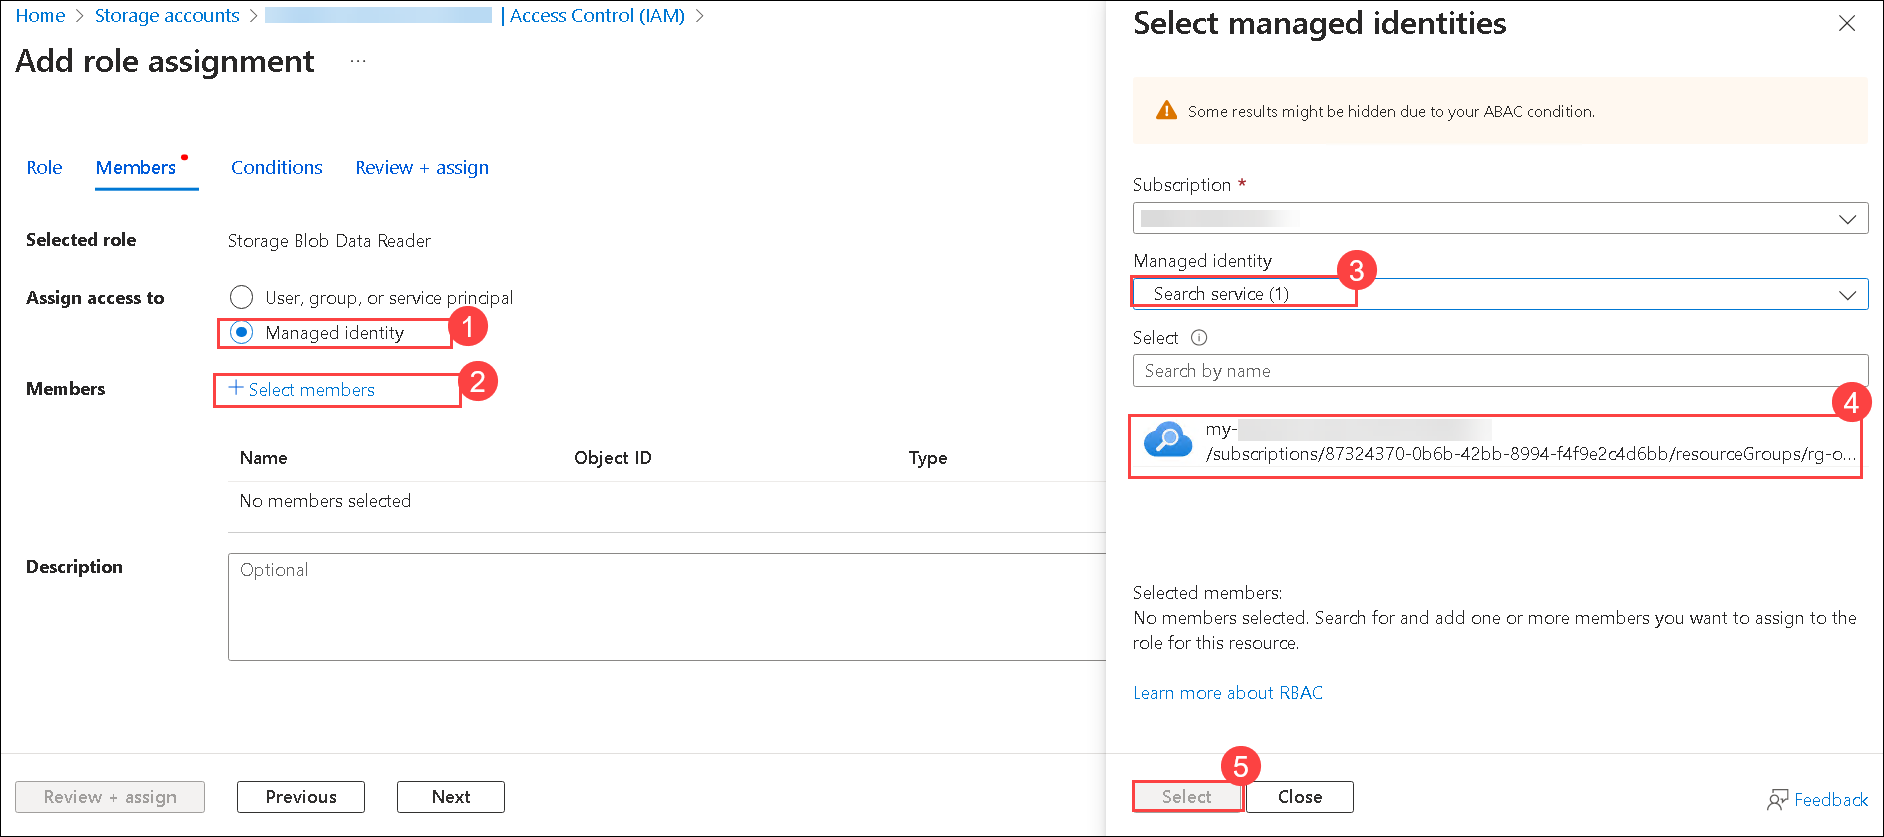 Home > Storage accounts > | Access Control (IAM) >
Add role assignment ...
Role Members Conditions Review + assign
Selected role Storage Blob Data Reader
Assign access to User, group, or service principal
Managed identity 1
Members + Select members 2
Name Object ID Type
No members selected
Description Optional
Review + assign Previous Next
Select managed identities
Some results might be hidden due to your ABAC condition.
Subscription *
Managed identity
Search service (1) 3
Select
Search by name
4
my-
/subscriptions/87324370-0b6b-42bb-8994-f4f9e2c4d6bb/resourceGroups/rg-o...
Selected members:
No members selected. Search for and add one or more members you want to assign to the
role for this resource.
Learn more about RBAC
5
Select Close Feedback